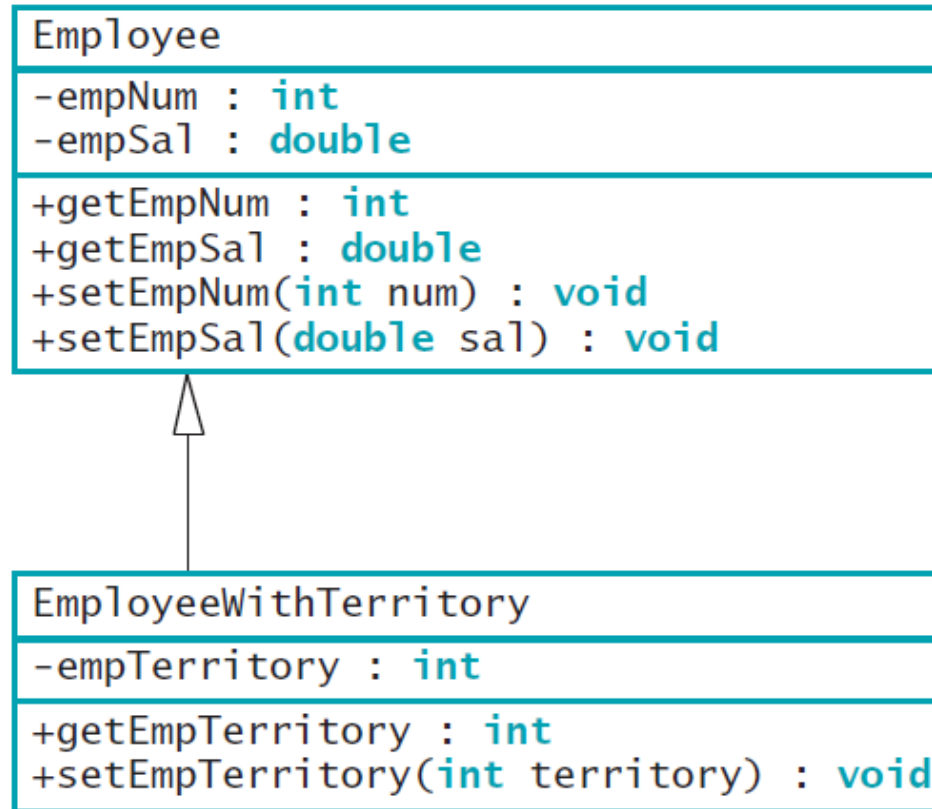 Employee
-empNum : int
-empSal : double
+getEmpNum : int
+getEmpSal : double
+setEmpNum(int num) : void
+setEmpSal(double sal) : void
EmployeeWithTerritory
-empTerritory : int
+getEmpTerritory : int
+setEmpTerritory(int territory) : void